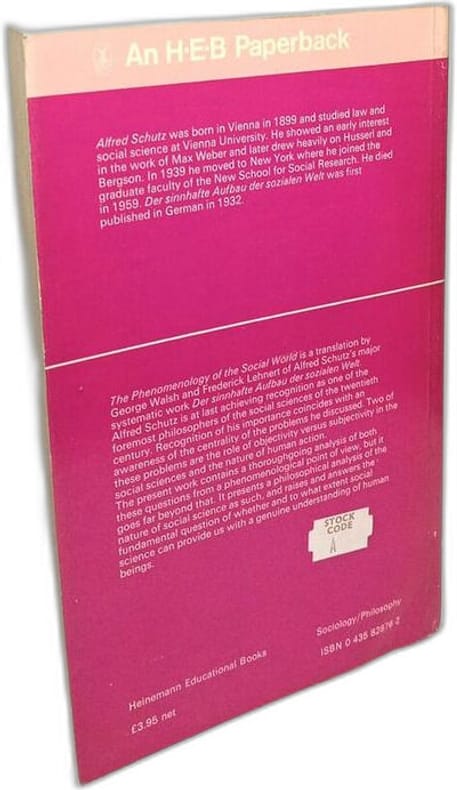 An H·E·B Paperback
Alfred Schutz was born in Vienna in 1899 and studied law and
social science at Vienna University. He showed an early interest
in the work of Max Weber and later drew heavily on Husserl and
Bergson. In 1939 he moved to New York where he joined the
graduate faculty of the New School for Social Research. He died
in 1959. Der sinnhafte Aufbau der sozialen Welt was first
published in German in 1932.
The Phenomenology of the Social World is a translation by
George Walsh and Frederick Lehnert of Alfred Schutz's major
systematic work Der sinnhafte Aufbau der sozialen Welt.
Alfred Schutz is at last achieving recognition as one of the
foremost philosophers of the social sciences of the twentieth
century. Recognition of his importance coincides with an
awareness of the centrality of the problems he discussed. Two of
these problems are the role of objectivity versus subjectivity in the
social sciences and the nature of human action.
The present work contains a thoroughgoing analysis of both
these questions from a phenomenological point of view, but it
goes far beyond that. It presents a philosophical analysis of the
nature of social science as such, and raises and answers the
fundamental question of whether and to what extent social
science can provide us with a genuine understanding of human
beings.
STOCK
CODE
A
Sociology/Philosophy
Heinemann Educational Books
ISBN 0 435 82976 2
£3.95 net